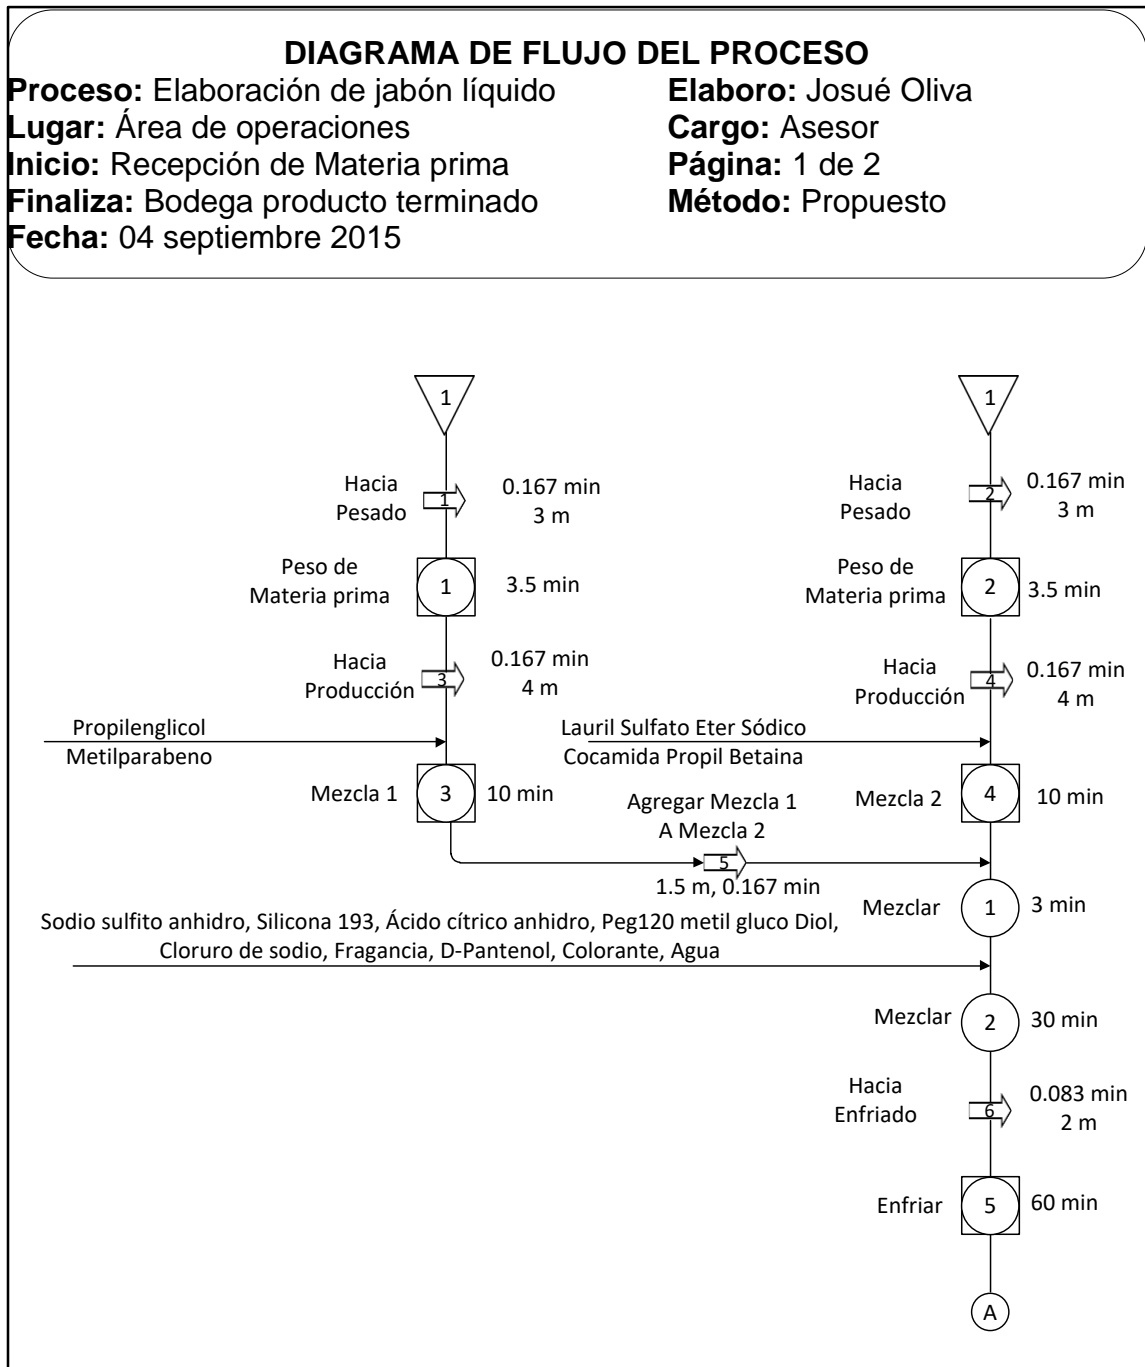 DIAGRAMA DE FLUJO DEL PROCESO
Proceso: Elaboración de jabón líquido
Elaboro: Josué Oliva
Lugar: Área de operaciones
Cargo: Asesor
Inicio: Recepción de Materia prima
Página: 1 de 2
Finaliza: Bodega producto terminado
Método: Propuesto
Fecha: 04 septiembre 2015
1
1
Hacia
Pesado
1
0.167 min
3 m
Hacia
Pesado
2
0.167 min
3 m
Peso de
Materia prima
1
3.5 min
Peso de
Materia prima
2
3.5 min
Hacia
Producción
3
0.167 min
4 m
Hacia
Producción
4
0.167 min
4 m
Propilenglicol
Metilparabeno
Lauril Sulfato Eter Sódico
Cocamida Propil Betaina
Mezcla 1
3
10 min
Mezcla 2
4
10 min
Agregar Mezcla 1
A Mezcla 2
5
1.5 m, 0.167 min
Mezclar
1
3 min
Sodio sulfito anhidro, Silicona 193, Ácido cítrico anhidro, Peg120 metil gluco Diol,
Cloruro de sodio, Fragancia, D-Pantenol, Colorante, Agua
Mezclar
2
30 min
Hacia
Enfriado
6
0.083 min
2 m
Enfriar
5
60 min
A